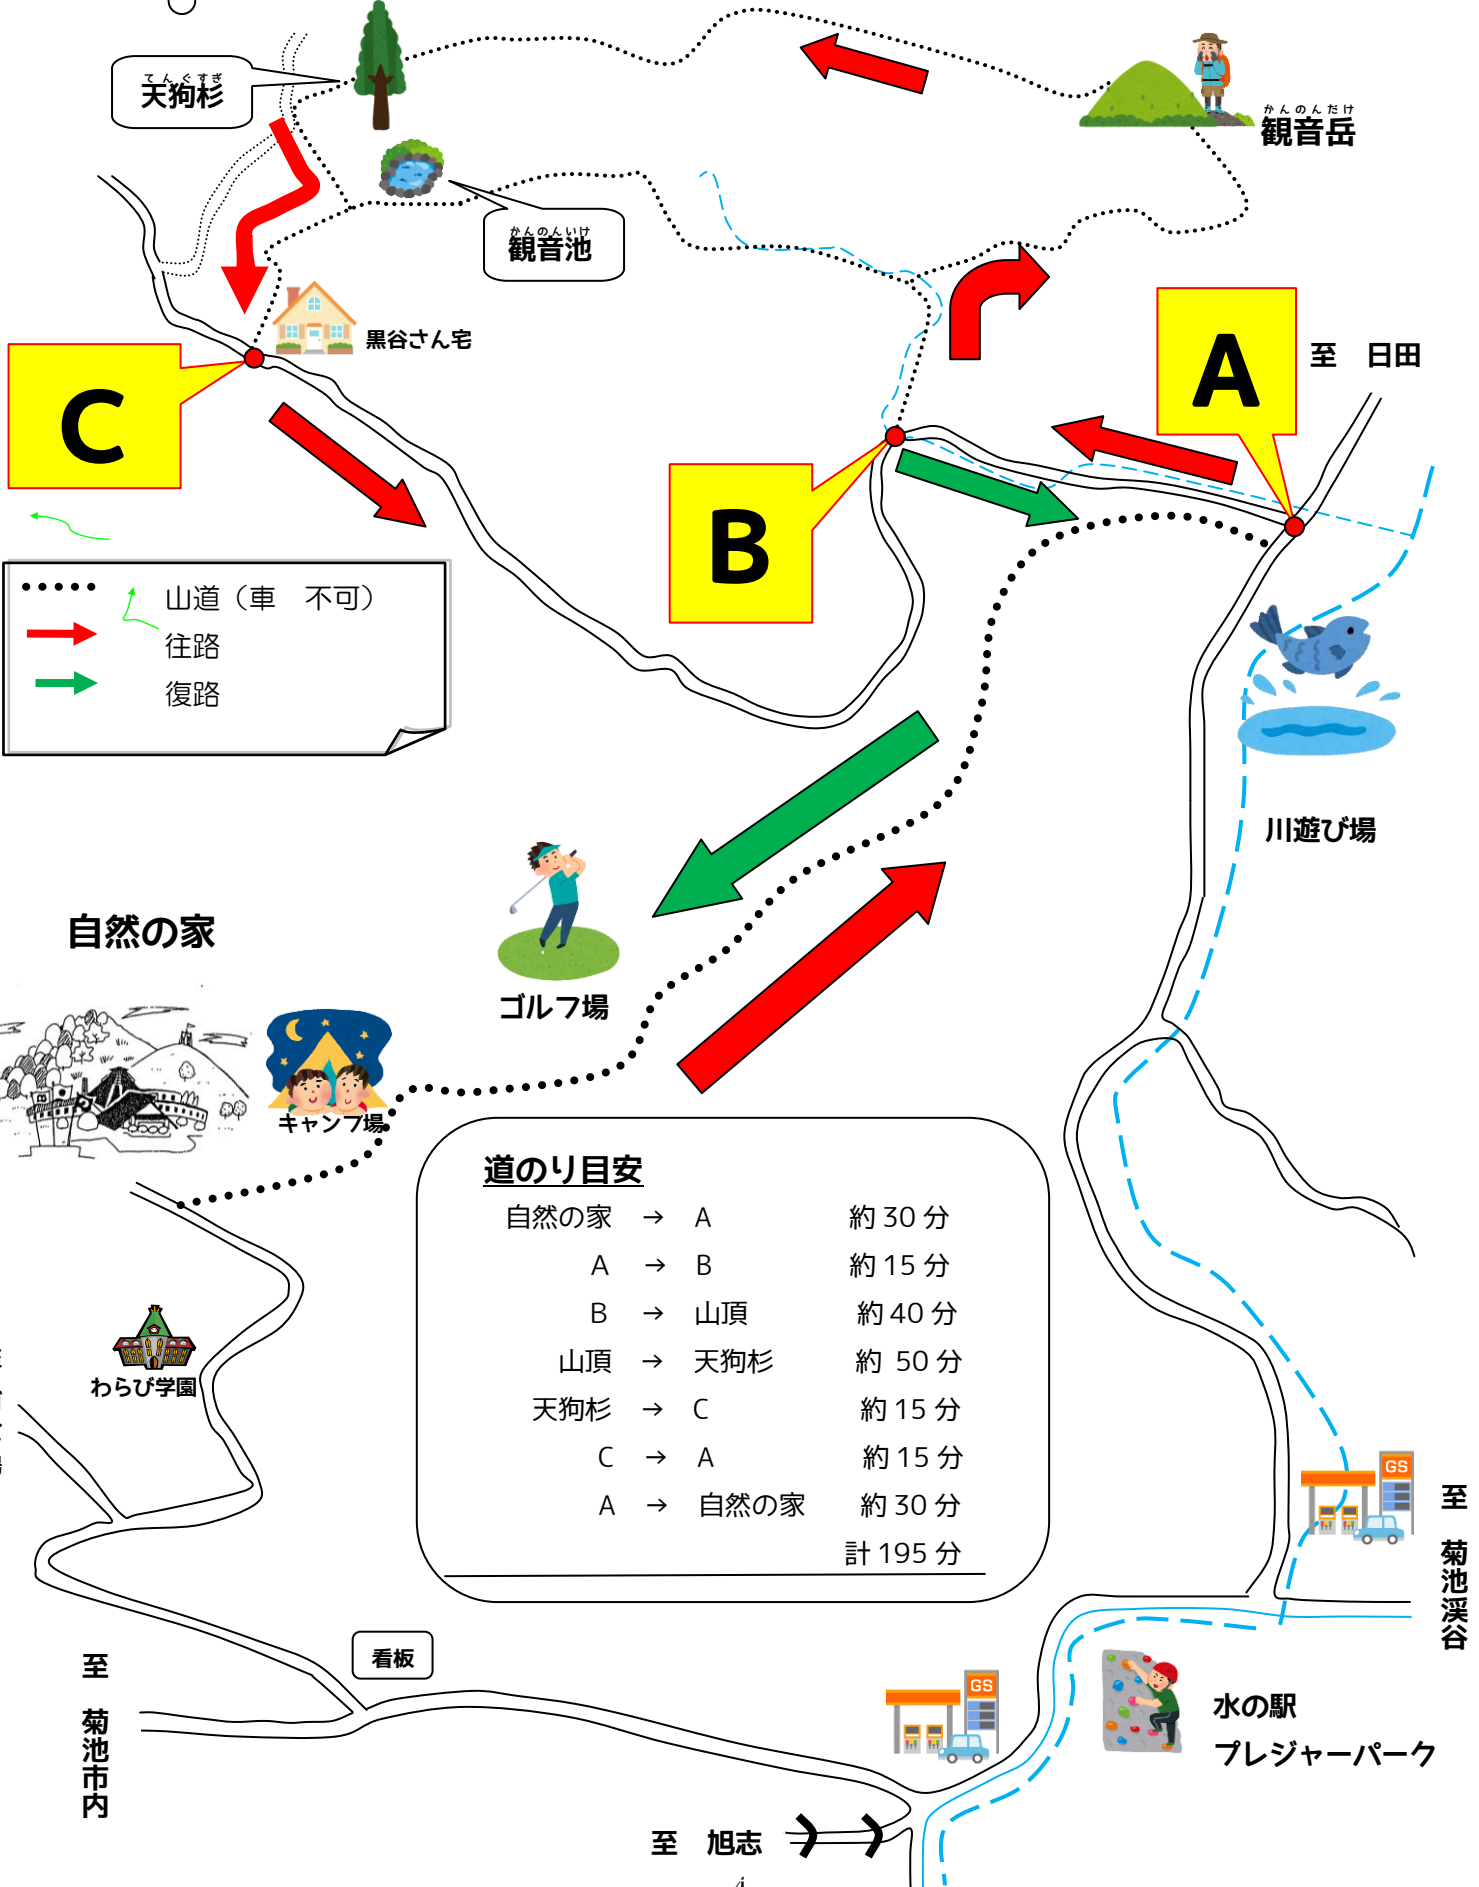 てんぐすぎ
天狗杉
かんのんだけ
観音岳
かんのんいけ
観音池
黒谷さん宅
A
至　日田
C
B
山道（車　不可）
往路
復路
川遊び場
自然の家
ゴルフ場
キャンプ場
道のり目安
自然の家 → A 約 30 分
A → B 約 15 分
B → 山頂 約 40 分
山頂 → 天狗杉 約 50 分
天狗杉 → C 約 15 分
C → A 約 15 分
A → 自然の家 約 30 分
計 195 分
わらび学園
GS
至　菊池渓谷
看板
至　菊池市内
GS
水の駅
プレジャーパーク
至　旭志